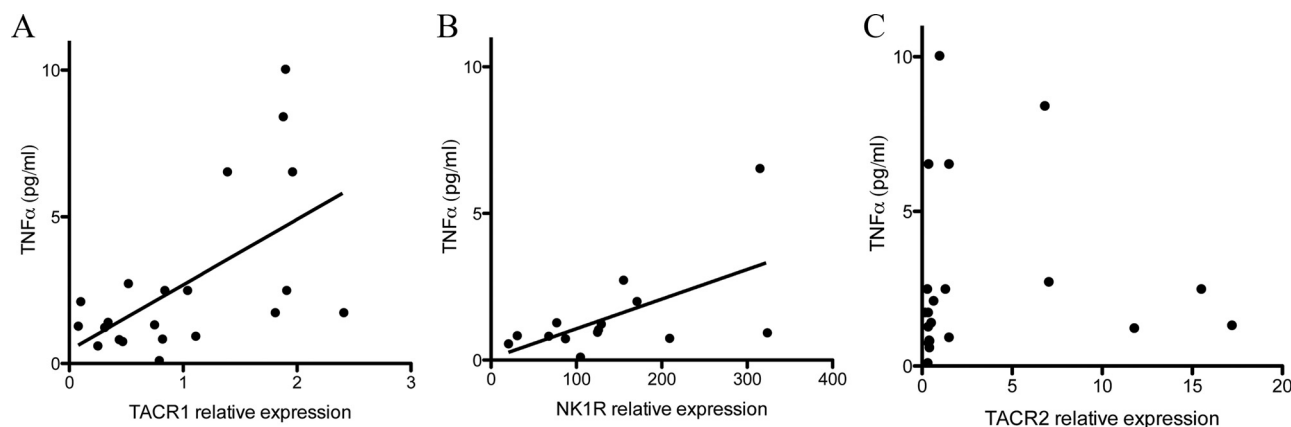 A
B
C
10
5
0
TNFα (pg/ml)
0 1 2 3
TACR1 relative expression
10
5
0
TNFα (pg/ml)
0 100 200 300 400
NK1R relative expression
10
5
0
TNFα (pg/ml)
0 5 10 15 20
TACR2 relative expression